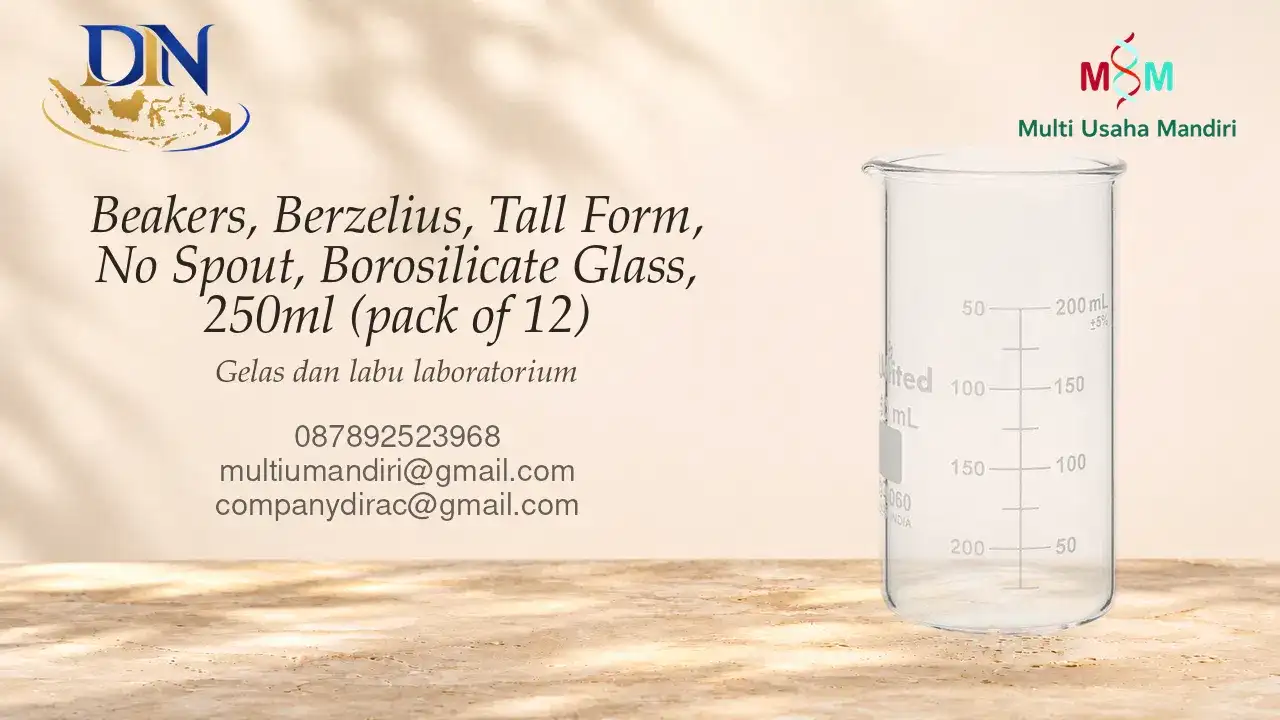 DN
M M
Multi Usaha Mandiri
Beakers, Berzelius, Tall Form,
No Spout, Borosilicate Glass,
250ml (pack of 12)
Gelas dan labu laboratorium
087892523968
multiumandiri@gmail.com
companydirac@gmail.com
50 200 mL
±5%
100 150
mL
150 100
200 50